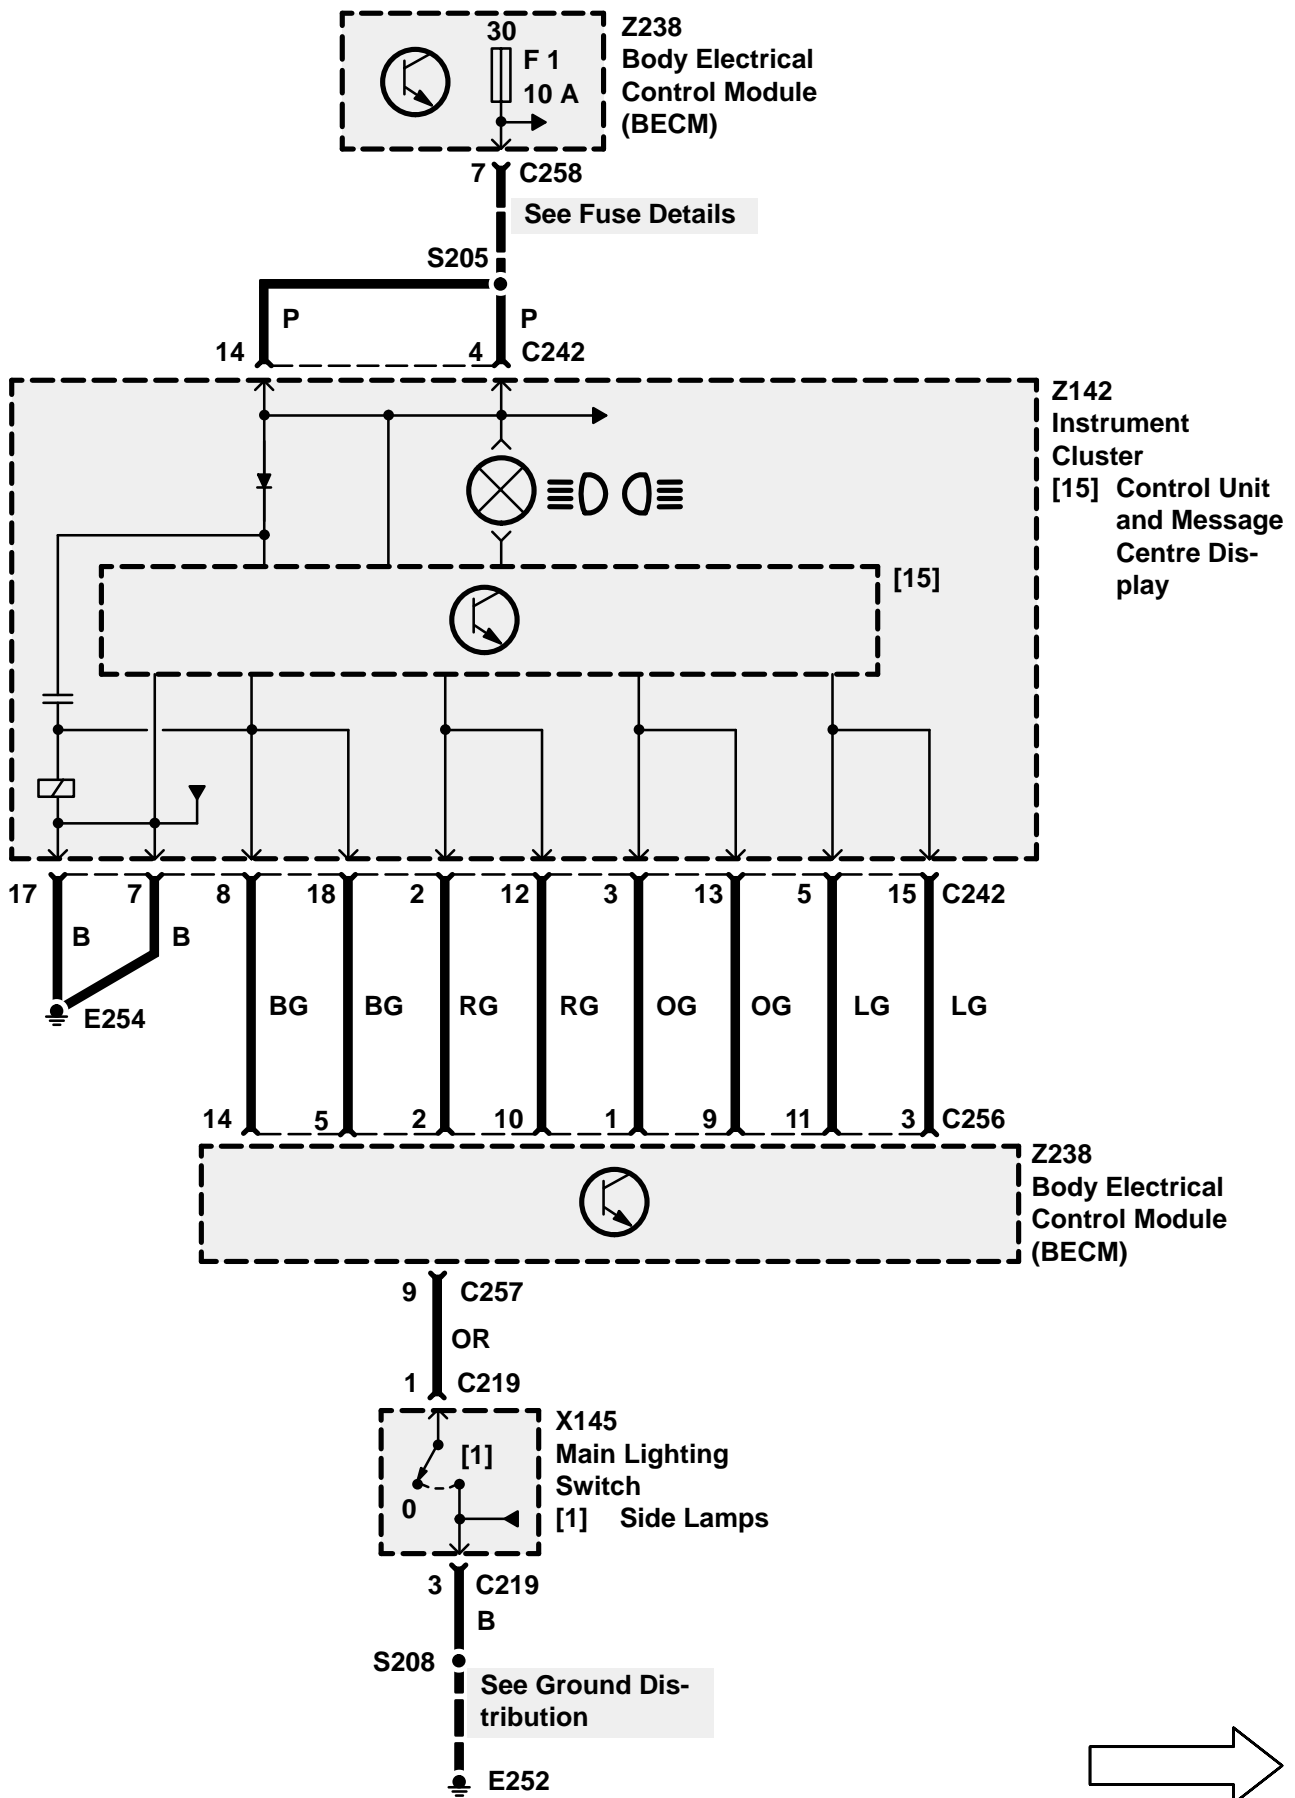 30
F 1
10 A
Z238
Body Electrical
Control Module
(BECM)
7 C258
See Fuse Details
S205
P P
14 4 C242
Z142
Instrument
Cluster
[15] Control Unit
and Message
Centre Dis-
play
[15]
17 7 8 18 2 12 3 13 5 15 C242
B B
E254
BG BG RG RG OG OG LG LG
14 5 2 10 1 9 11 3 C256
Z238
Body Electrical
Control Module
(BECM)
9 C257
OR
1 C219
[1]
0
X145
Main Lighting
Switch
[1] Side Lamps
3 C219
B
S208
See Ground Dis-
tribution
E252